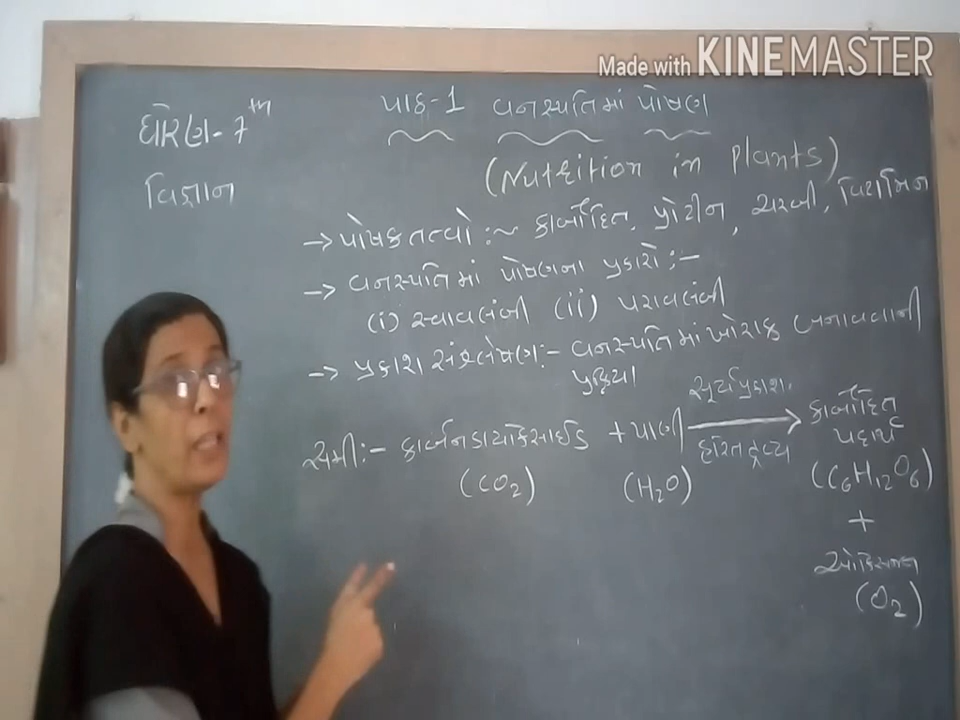 Made with KINEMASTER
ધોરણ-7th
વિજ્ઞાન
પાઠ-1 વનસ્પતિમાં પોષણ
(Nutrition in plants)
→ પોષકતત્વો :~ કાર્બોદિત, પ્રોટીન, ચરબી, વિટામિન
→ વનસ્પતિમાં પોષણના પ્રકારો :-
(i) સ્વાવલંબી (ii) પરાવલંબી
→ પ્રકાશ સંશ્લેષણ:- વનસ્પતિમાં ખોરાક બનાવવાની
પ્રક્રિયા
સમી:- કાર્બનડાયોક્સાઈડ + પાણી સૂર્યપ્રકાશ હરિતદ્રવ્ય → કાર્બોદિત
પદાર્થ
(CO2) (H2O) (C6H12O6)
+
ઓક્સિજન
(O2)